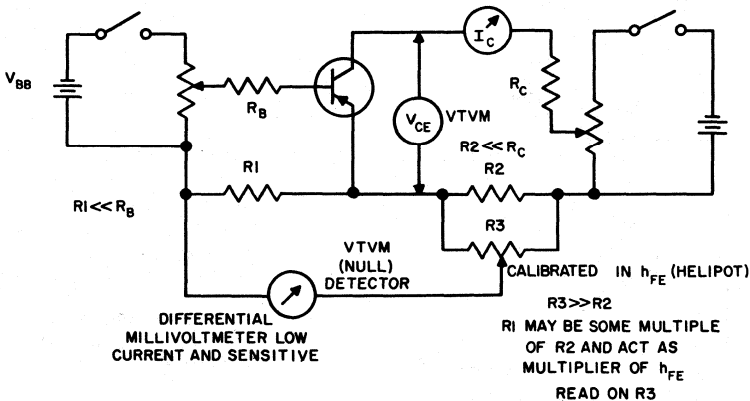 I_C
V_BB
R_B
R_C
V_CE
VTVM
R2<<R_C
R1
R2
R1<<R_B
R3
VTVM
(NULL)
DETECTOR
CALIBRATED IN h_FE (HELIPOT)
R3>>R2
DIFFERENTIAL
MILLIVOLTMETER LOW
CURRENT AND SENSITIVE
R1 MAY BE SOME MULTIPLE
OF R2 AND ACT AS
MULTIPLIER OF h_FE
READ ON R3